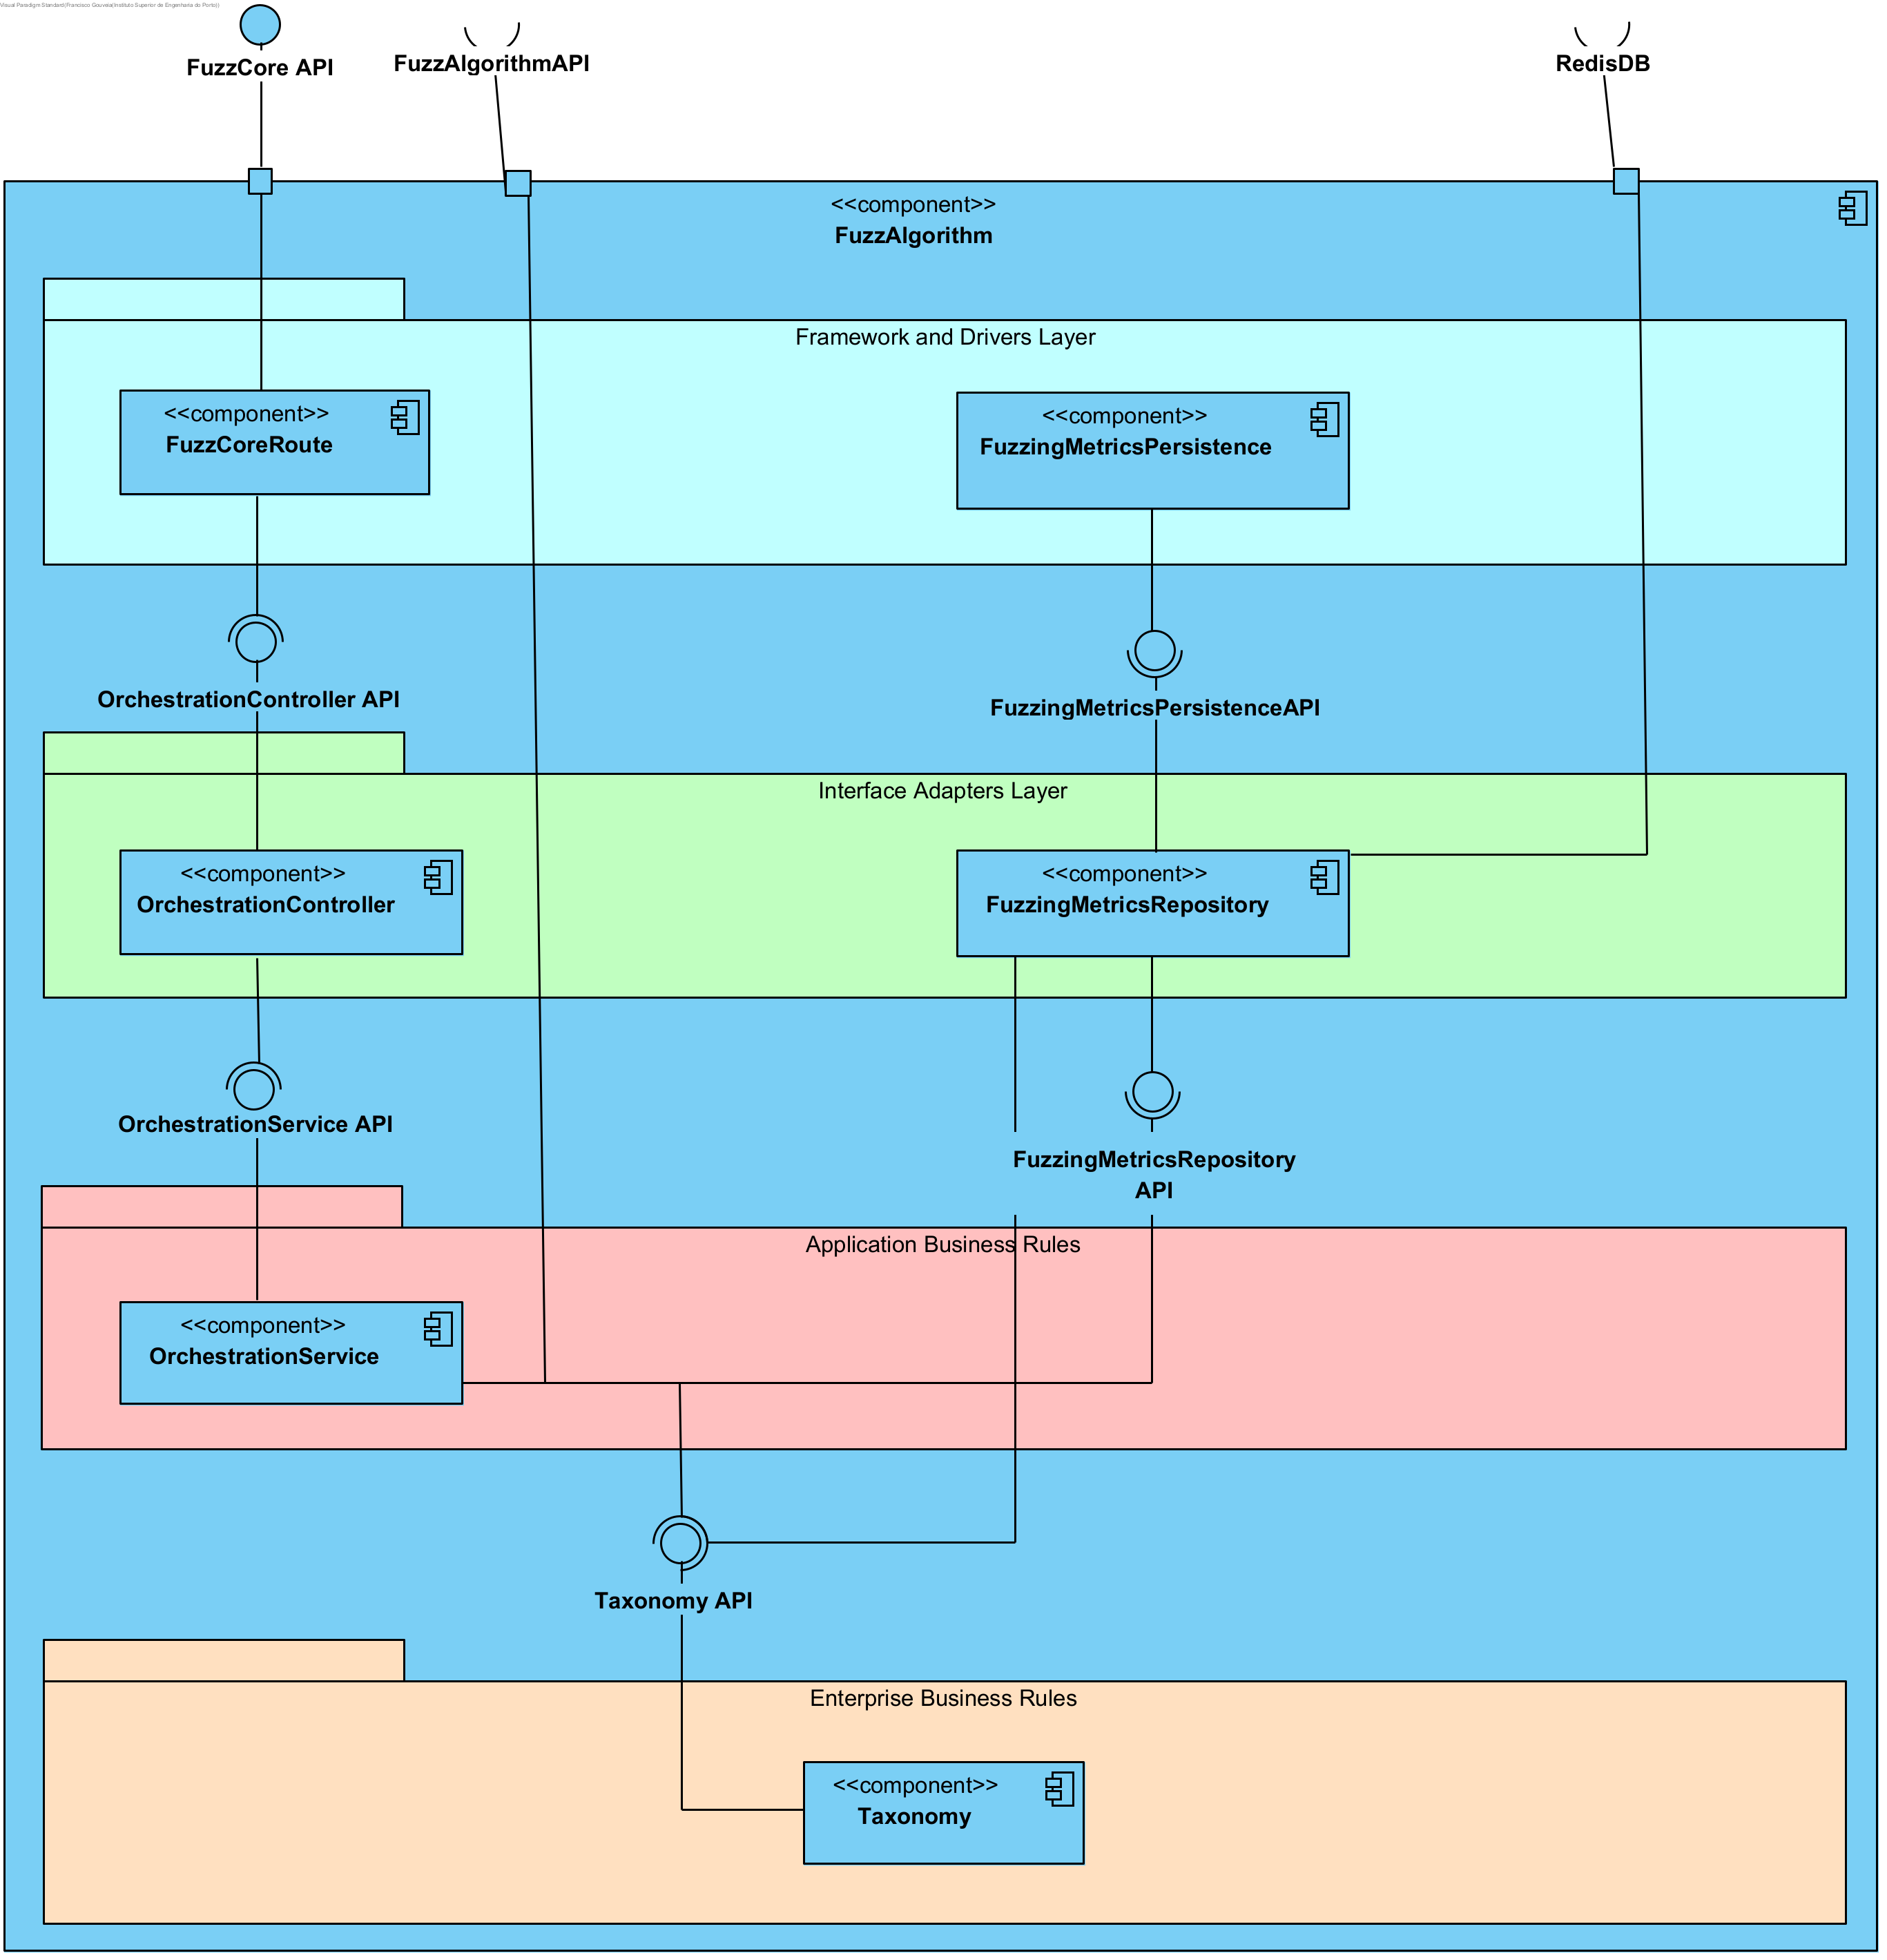 Visual Paradigm Standard(Francisco Gouveia(Instituto Superior de Engenharia do Porto))
FuzzCore API
FuzzAlgorithmAPI
RedisDB
<<component>>
FuzzAlgorithm
Framework and Drivers Layer
<<component>>
FuzzCoreRoute
<<component>>
FuzzingMetricsPersistence
OrchestrationController API
FuzzingMetricsPersistenceAPI
Interface Adapters Layer
<<component>>
OrchestrationController
<<component>>
FuzzingMetricsRepository
OrchestrationService API
FuzzingMetricsRepository
API
Application Business Rules
<<component>>
OrchestrationService
Taxonomy API
Enterprise Business Rules
<<component>>
Taxonomy